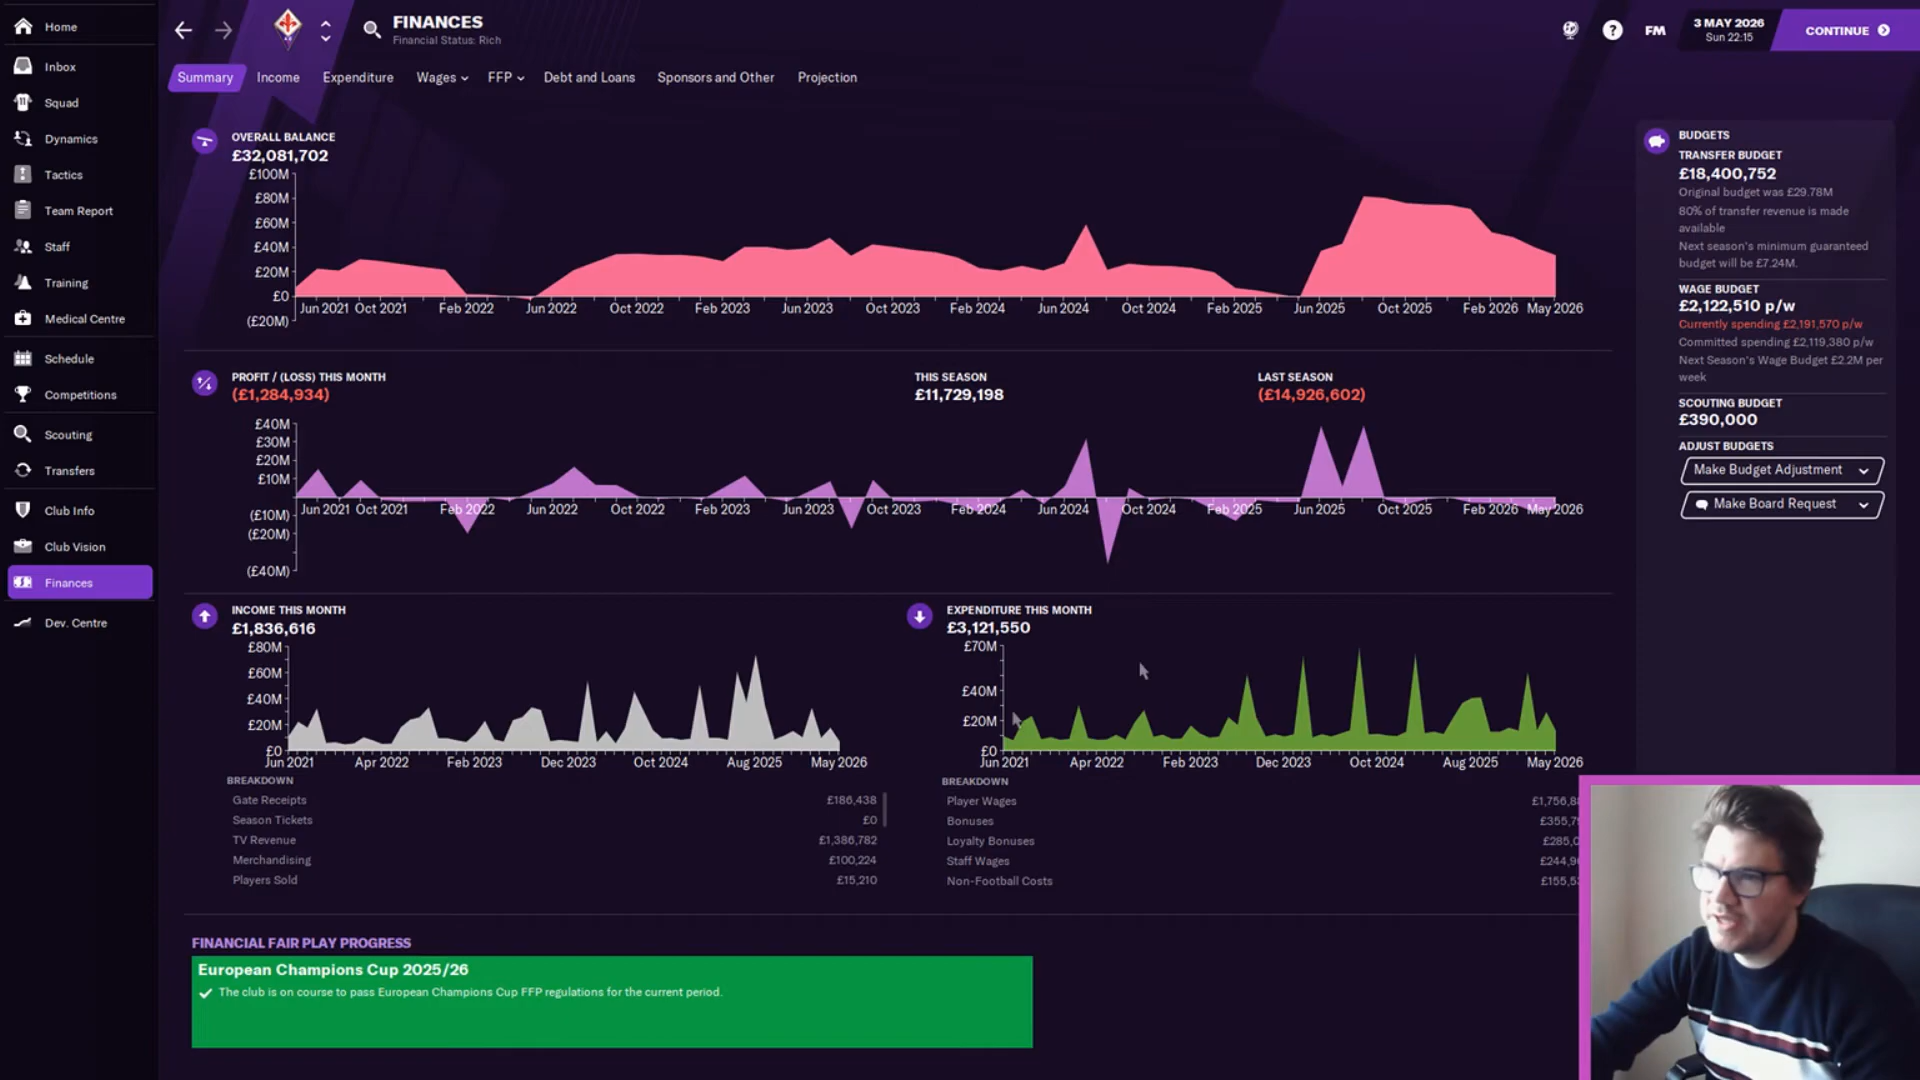 Home
Inbox
Squad
Dynamics
Tactics
Team Report
Staff
Training
Medical Centre
Schedule
Competitions
Scouting
Transfers
Club Info
Club Vision
Finances
Dev. Centre
FINANCES
Financial Status: Rich
?
FM
3 MAY 2026
Sun 22:15
CONTINUE
Summary
Income
Expenditure
Wages
FFP
Debt and Loans
Sponsors and Other
Projection
OVERALL BALANCE
£32,081,702
£100M
£80M
£60M
£40M
£20M
£0
(£20M)
Jun 2021 Oct 2021 Feb 2022 Jun 2022 Oct 2022 Feb 2023 Jun 2023 Oct 2023 Feb 2024 Jun 2024 Oct 2024 Feb 2025 Jun 2025 Oct 2025 Feb 2026 May 2026
PROFIT / (LOSS) THIS MONTH
(£1,284,934)
THIS SEASON
£11,729,198
LAST SEASON
(£14,926,602)
£40M
£30M
£20M
£10M
(£10M)
(£20M)
(£40M)
Jun 2021 Oct 2021 Feb 2022 Jun 2022 Oct 2022 Feb 2023 Jun 2023 Oct 2023 Feb 2024 Jun 2024 Oct 2024 Feb 2025 Jun 2025 Oct 2025 Feb 2026 May 2026
INCOME THIS MONTH
£1,836,616
£80M
£60M
£40M
£20M
£0
Jun 2021 Apr 2022 Feb 2023 Dec 2023 Oct 2024 Aug 2025 May 2026
BREAKDOWN
Gate Receipts £186,438
Season Tickets £0
TV Revenue £1,386,782
Merchandising £100,224
Players Sold £15,210
EXPENDITURE THIS MONTH
£3,121,550
£70M
£40M
£20M
£0
Jun 2021 Apr 2022 Feb 2023 Dec 2023 Oct 2024 Aug 2025 May 2026
BREAKDOWN
Player Wages
Bonuses
Loyalty Bonuses
Staff Wages
Non-Football Costs
FINANCIAL FAIR PLAY PROGRESS
European Champions Cup 2025/26
The club is on course to pass European Champions Cup FFP regulations for the current period.
BUDGETS
TRANSFER BUDGET
£18,400,752
Original budget was £29.78M
80% of transfer revenue is made
available
Next season's minimum guaranteed
budget will be £7.24M.
WAGE BUDGET
£2,122,510 p/w
Currently spending £2,191,570 p/w
Committed spending £2,119,380 p/w
Next Season's Wage Budget £2.2M per
week
SCOUTING BUDGET
£390,000
ADJUST BUDGETS
Make Budget Adjustment
Make Board Request